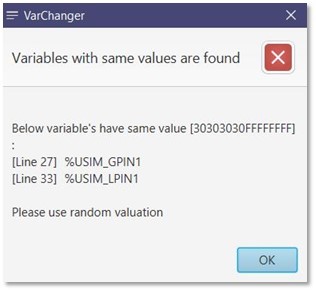 VarChanger
Variables with same values are found
Below variable's have same value [30303030FFFFFFFF]
:
[Line 27] %USIM_GPIN1
[Line 33] %USIM_LPIN1
Please use random valuation
OK